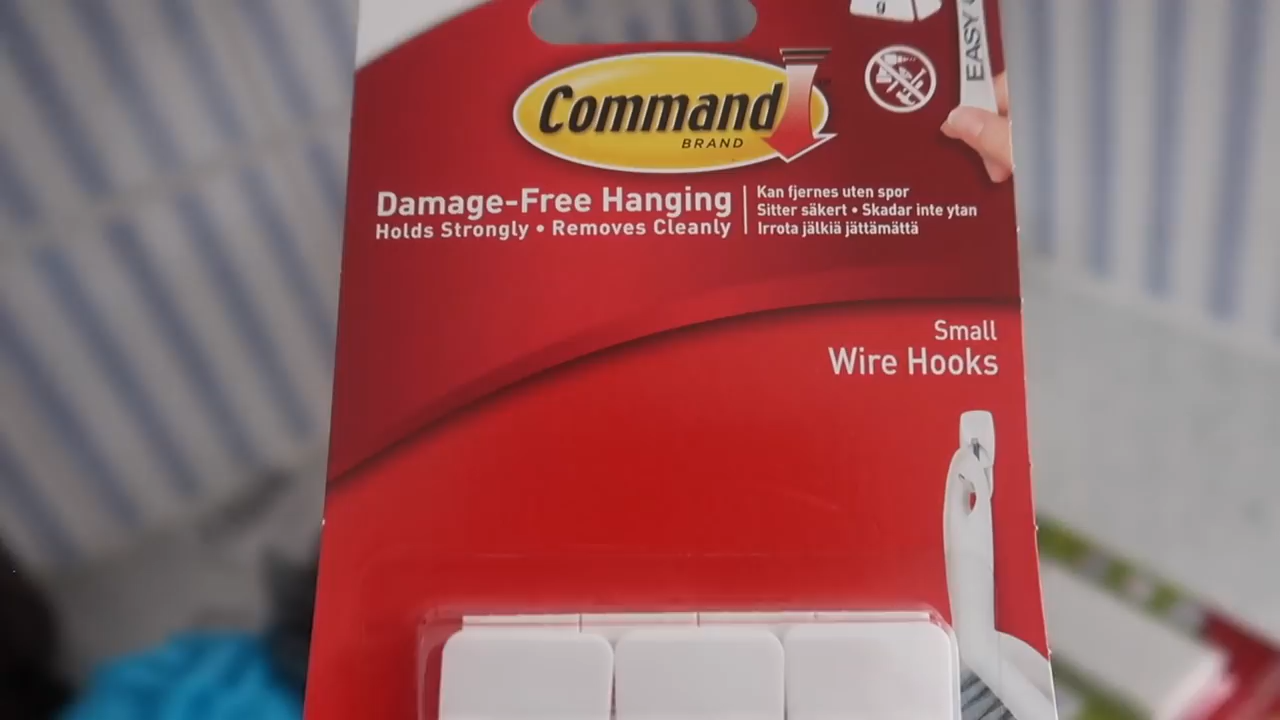 EASY
Command
BRAND
Damage-Free Hanging
Holds Strongly • Removes Cleanly
Kan fjernes uten spor
Sitter säkert • Skadar inte ytan
Irrota jälkiä jättämättä
Small
Wire Hooks